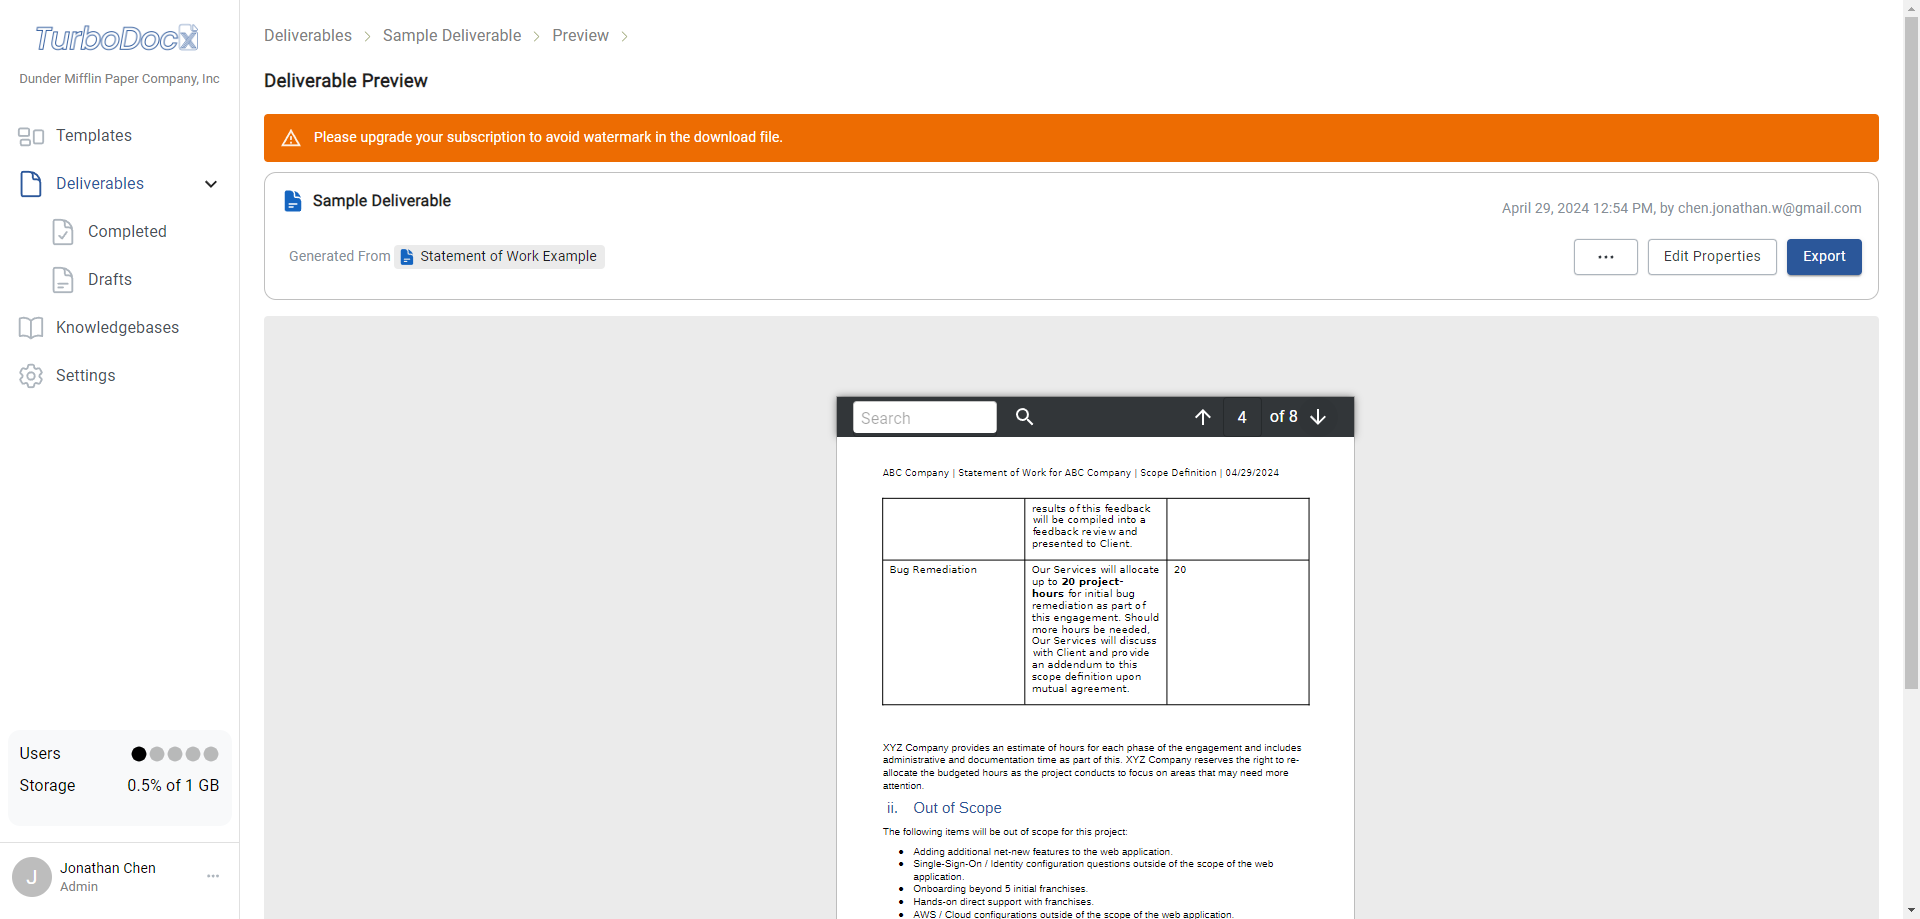 TurboDocX
Dunder Mifflin Paper Company, Inc
Templates
Deliverables
Completed
Drafts
Knowledgebases
Settings
Users
Storage 0.5% of 1 GB
J
Jonathan Chen
Admin
Deliverables > Sample Deliverable > Preview >
Deliverable Preview
Please upgrade your subscription to avoid watermark in the download file.
Sample Deliverable
April 29, 2024 12:54 PM, by chen.jonathan.w@gmail.com
Generated From Statement of Work Example
... Edit Properties Export
Search 4 of 8
ABC Company | Statement of Work for ABC Company | Scope Definition | 04/29/2024
results of this feedback
will be compiled into a
feedback review and
presented to Client.
Bug Remediation
Our Services will allocate
up to 20 project-
hours for initial bug
remediation as part of
this engagement. Should
more hours be needed,
Our Services will discuss
with Client and provide
an addendum to this
scope definition upon
mutual agreement.
20
XYZ Company provides an estimate of hours for each phase of the engagement and includes
administrative and documentation time as part of this. XYZ Company reserves the right to re-
allocate the budgeted hours as the project conducts to focus on areas that may need more
attention.
ii. Out of Scope
The following items will be out of scope for this project:
• Adding additional net-new features to the web application.
• Single-Sign-On / Identity configuration questions outside of the scope of the web
application.
• Onboarding beyond 5 initial franchises.
• Hands-on direct support with franchises.
• AWS / Cloud configurations outside of the scope of the web application.